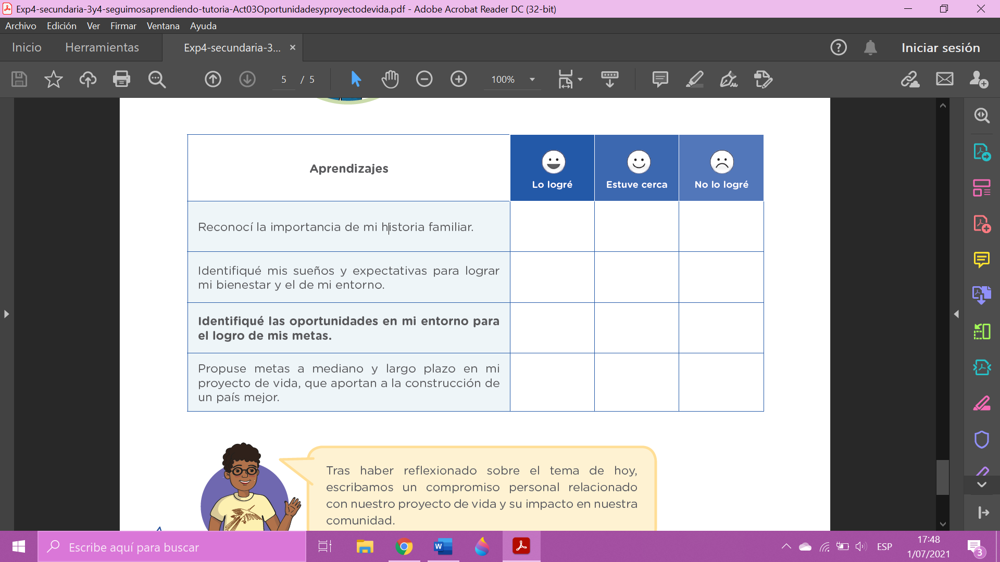 Exp4-secundaria-3y4-seguimosaprendiendo-tutoria-Act03Oportunidadesyproyectodevida.pdf - Adobe Acrobat Reader DC (32-bit)
Archivo Edición Ver Firmar Ventana Ayuda
Inicio Herramientas Exp4-secundaria-3... × Iniciar sesión
5 / 5 100%
Aprendizajes
Lo logré Estuve cerca No lo logré
Reconocí la importancia de mi historia familiar.
Identifiqué mis sueños y expectativas para lograr
mi bienestar y el de mi entorno.
Identifiqué las oportunidades en mi entorno para
el logro de mis metas.
Propuse metas a mediano y largo plazo en mi
proyecto de vida, que aportan a la construcción de
un país mejor.
Tras haber reflexionado sobre el tema de hoy,
escribamos un compromiso personal relacionado
con nuestro proyecto de vida y su impacto en nuestra
comunidad.
Escribe aquí para buscar
ESP
17:48
1/07/2021
3